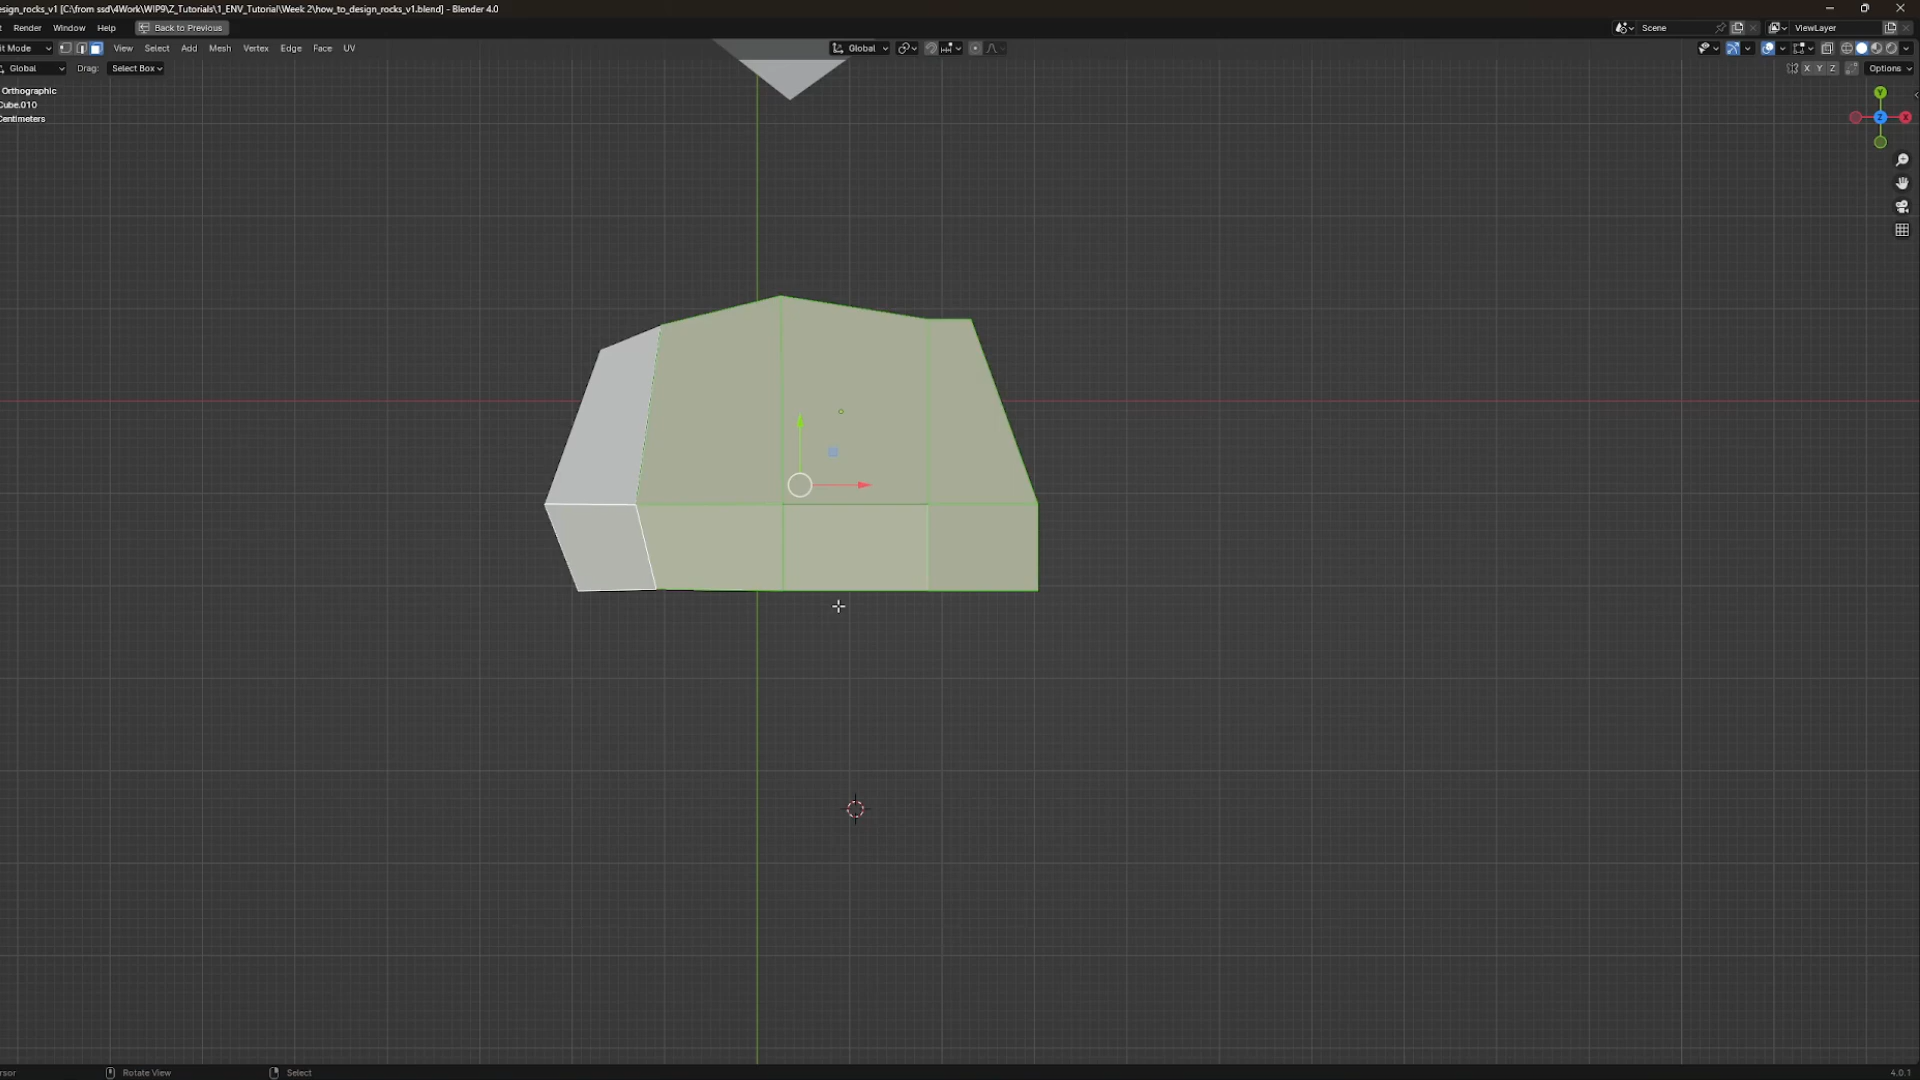 esign_rocks_v1 [C:\from ssd\4Work\WIP9\Z_Tutorials\1_ENV_Tutorial\Week 2\how_to_design_rocks_v1.blend] - Blender 4.0
t Render Window Help Back to Previous Scene ViewLayer
it Mode View Select Add Mesh Vertex Edge Face UV Global
Global Drag: Select Box X Y Z Options
Orthographic
Cube.010
Centimeters
Y
Z X
rsor Rotate View Select 4.0.1